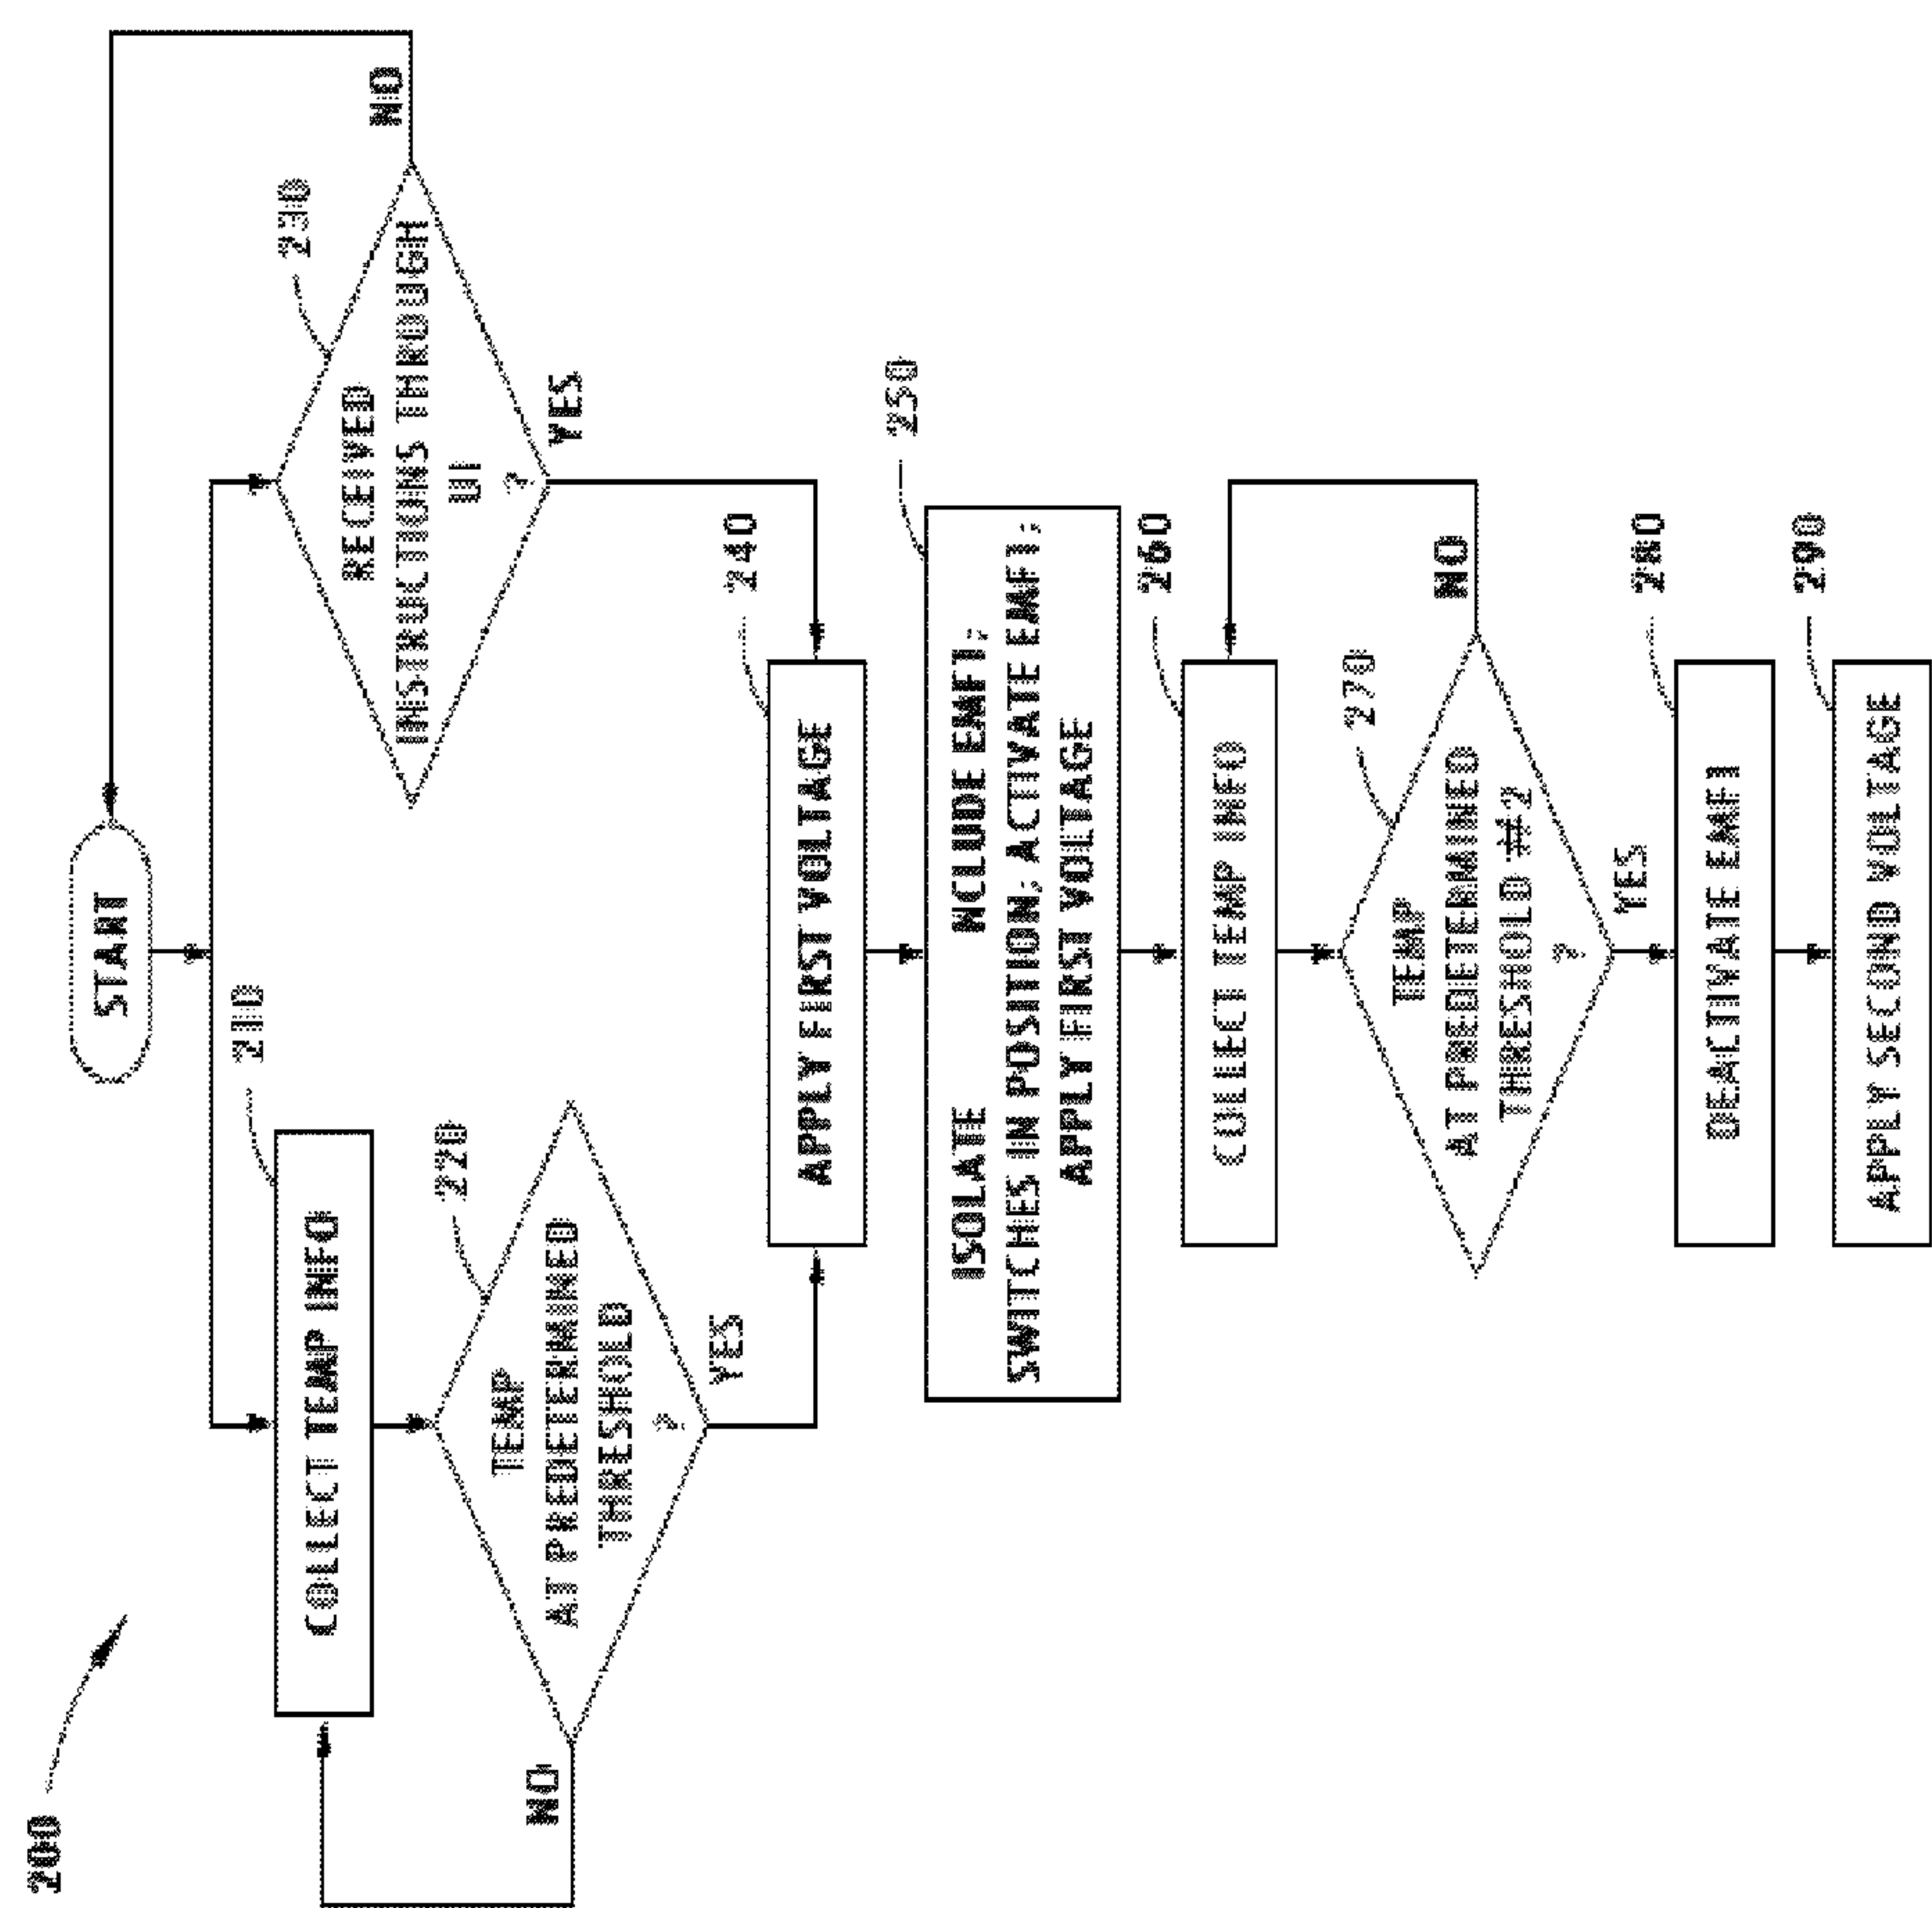 200
START
210
COLLECT TEMP INFO
220
TEMP
AT PREDETERMINED
THRESHOLD
?
NO
YES
230
RECEIVED
INSTRUCTIONS THROUGH
UI
?
NO
YES
240
APPLY FIRST VOLTAGE
250
ISOLATE INCLUDE EMF1,
SWITCHES IN POSITION, ACTIVATE EMF1,
APPLY FIRST VOLTAGE
260
COLLECT TEMP INFO
270
TEMP
AT PREDETERMINED
THRESHOLD #2
?
NO
YES
280
DEACTIVATE EMF1
290
APPLY SECOND VOLTAGE